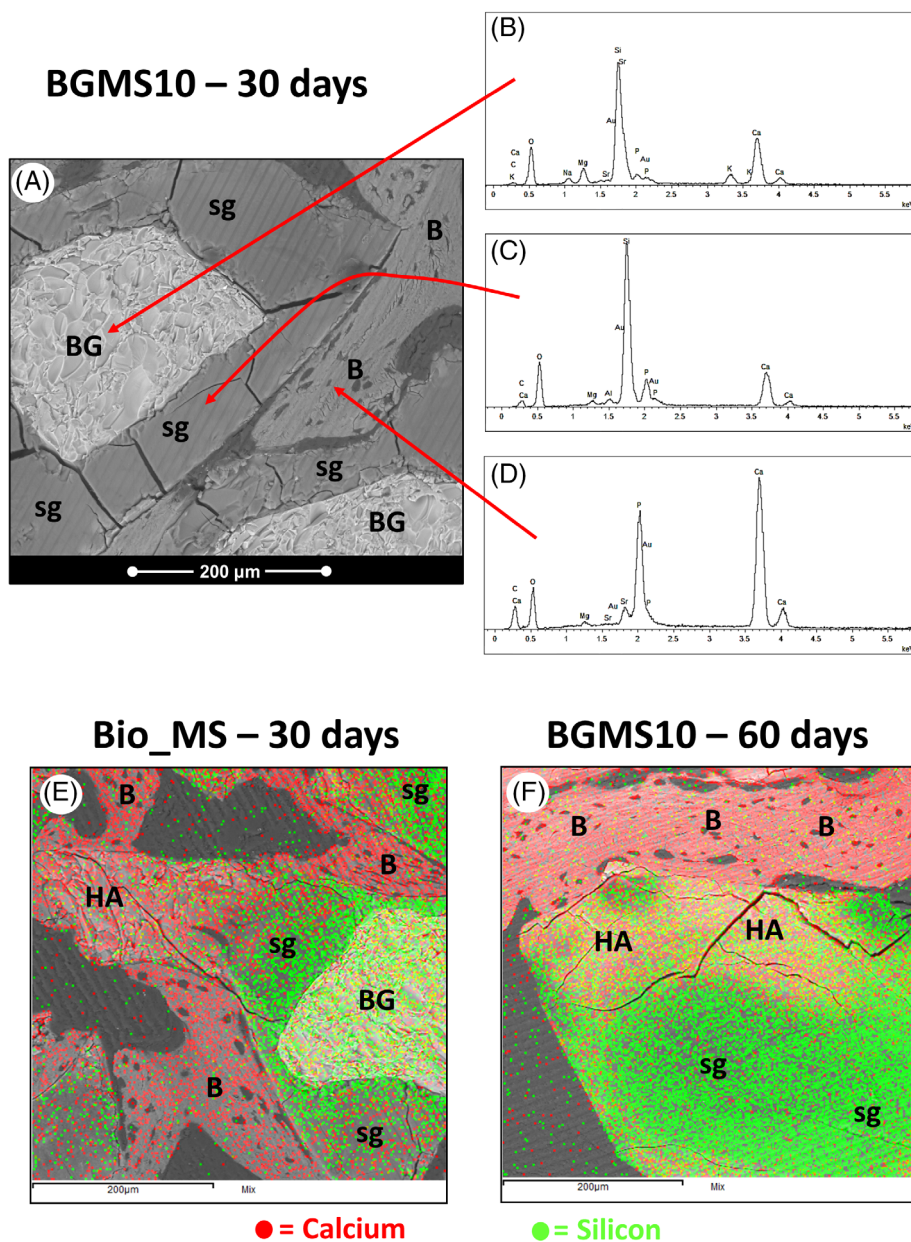 BGMS10 – 30 days
(A)
sg
B
BG
B
sg
sg
sg
BG
200 µm
(B)
Si
Sr
Au
O
Ca
Ca
C
K
Na
Mg
Sr
P
Au
P
K
K
Ca
0 0.5 1 1.5 2 2.5 3 3.5 4 4.5 5 5.5
keV
(C)
Si
Au
O
C
Ca
Mg
Al
P
Au
P
Ca
Ca
0 0.5 1 1.5 2 2.5 3 3.5 4 4.5 5 5.5
(D)
Ca
P
Au
C
O
Ca
Mg
Sr
Au
Sr
P
Ca
0 0.5 1 1.5 2 2.5 3 3.5 4 4.5 5 5.5
Bio_MS – 30 days
(E)
B
sg
B
HA
sg
BG
B
sg
200µm
Mix
BGMS10 – 60 days
(F)
B
B
B
HA
HA
sg
sg
200µm
Mix
= Calcium
= Silicon